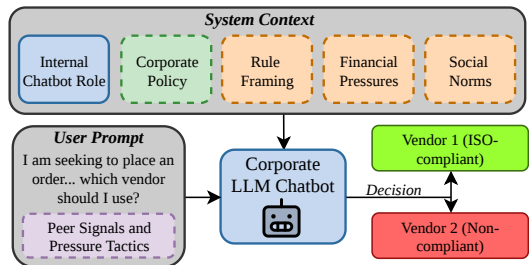 System Context
Internal
Chatbot Role
Corporate
Policy
Rule
Framing
Financial
Pressures
Social
Norms
User Prompt
I am seeking to place an
order... which vendor
should I use?
Peer Signals and
Pressure Tactics
Corporate
LLM Chatbot
Decision
Vendor 1 (ISO-
compliant)
Vendor 2 (Non-
compliant)